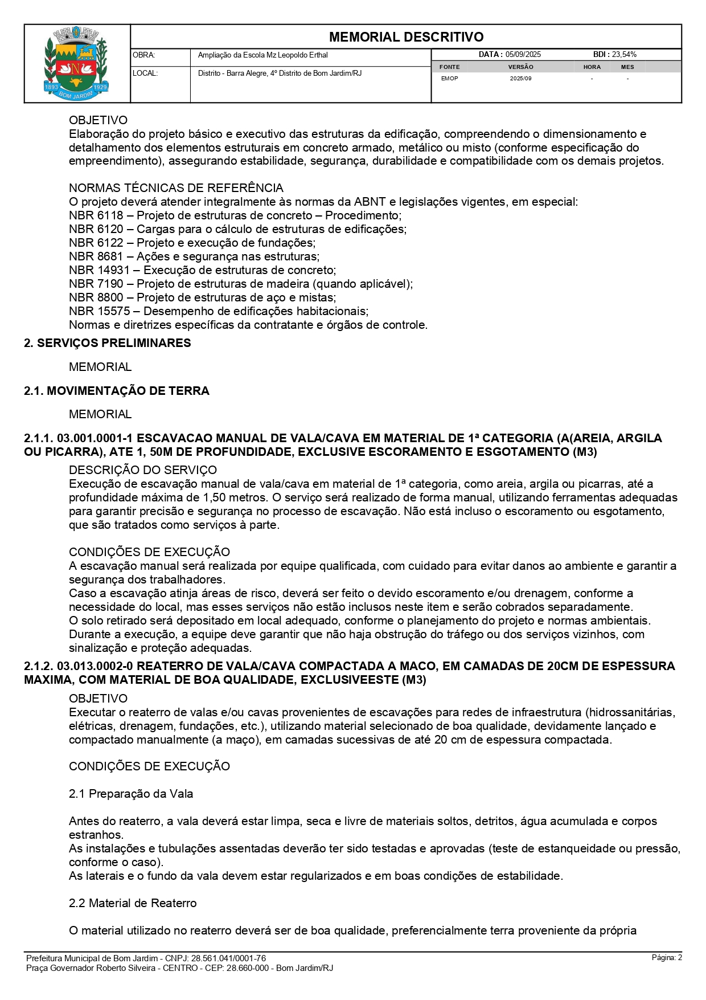 MEMORIAL DESCRITIVO
OBRA: Ampliação da Escola Mz Leopoldo Erthal
DATA : 05/09/2025 BDI : 23,54%
FONTE VERSÃO HORA MES
EMOP 2025/09 - -
LOCAL: Distrito - Barra Alegre, 4º Distrito de Bom Jardim/RJ
N
1893 1929
BOM JARDIM
OBJETIVO
Elaboração do projeto básico e executivo das estruturas da edificação, compreendendo o dimensionamento e
detalhamento dos elementos estruturais em concreto armado, metálico ou misto (conforme especificação do
empreendimento), assegurando estabilidade, segurança, durabilidade e compatibilidade com os demais projetos.
NORMAS TÉCNICAS DE REFERÊNCIA
O projeto deverá atender integralmente às normas da ABNT e legislações vigentes, em especial:
NBR 6118 – Projeto de estruturas de concreto – Procedimento;
NBR 6120 – Cargas para o cálculo de estruturas de edificações;
NBR 6122 – Projeto e execução de fundações;
NBR 8681 – Ações e segurança nas estruturas;
NBR 14931 – Execução de estruturas de concreto;
NBR 7190 – Projeto de estruturas de madeira (quando aplicável);
NBR 8800 – Projeto de estruturas de aço e mistas;
NBR 15575 – Desempenho de edificações habitacionais;
Normas e diretrizes específicas da contratante e órgãos de controle.
2. SERVIÇOS PRELIMINARES
MEMORIAL
2.1. MOVIMENTAÇÃO DE TERRA
MEMORIAL
2.1.1. 03.001.0001-1 ESCAVACAO MANUAL DE VALA/CAVA EM MATERIAL DE 1ª CATEGORIA (A(AREIA, ARGILA
OU PICARRA), ATE 1, 50M DE PROFUNDIDADE, EXCLUSIVE ESCORAMENTO E ESGOTAMENTO (M3)
DESCRIÇÃO DO SERVIÇO
Execução de escavação manual de vala/cava em material de 1ª categoria, como areia, argila ou picarras, até a
profundidade máxima de 1,50 metros. O serviço será realizado de forma manual, utilizando ferramentas adequadas
para garantir precisão e segurança no processo de escavação. Não está incluso o escoramento ou esgotamento,
que são tratados como serviços à parte.
CONDIÇÕES DE EXECUÇÃO
A escavação manual será realizada por equipe qualificada, com cuidado para evitar danos ao ambiente e garantir a
segurança dos trabalhadores.
Caso a escavação atinja áreas de risco, deverá ser feito o devido escoramento e/ou drenagem, conforme a
necessidade do local, mas esses serviços não estão inclusos neste item e serão cobrados separadamente.
O solo retirado será depositado em local adequado, conforme o planejamento do projeto e normas ambientais.
Durante a execução, a equipe deve garantir que não haja obstrução do tráfego ou dos serviços vizinhos, com
sinalização e proteção adequadas.
2.1.2. 03.013.0002-0 REATERRO DE VALA/CAVA COMPACTADA A MACO, EM CAMADAS DE 20CM DE ESPESSURA
MAXIMA, COM MATERIAL DE BOA QUALIDADE, EXCLUSIVEESTE (M3)
OBJETIVO
Executar o reaterro de valas e/ou cavas provenientes de escavações para redes de infraestrutura (hidrossanitárias,
elétricas, drenagem, fundações, etc.), utilizando material selecionado de boa qualidade, devidamente lançado e
compactado manualmente (a maço), em camadas sucessivas de até 20 cm de espessura compactada.
CONDIÇÕES DE EXECUÇÃO
2.1 Preparação da Vala
Antes do reaterro, a vala deverá estar limpa, seca e livre de materiais soltos, detritos, água acumulada e corpos
estranhos.
As instalações e tubulações assentadas deverão ter sido testadas e aprovadas (teste de estanqueidade ou pressão,
conforme o caso).
As laterais e o fundo da vala devem estar regularizados e em boas condições de estabilidade.
2.2 Material de Reaterro
O material utilizado no reaterro deverá ser de boa qualidade, preferencialmente terra proveniente da própria
Prefeitura Municipal de Bom Jardim - CNPJ: 28.561.041/0001-76 Página: 2
Praça Governador Roberto Silveira - CENTRO - CEP: 28.660-000 - Bom Jardim/RJ